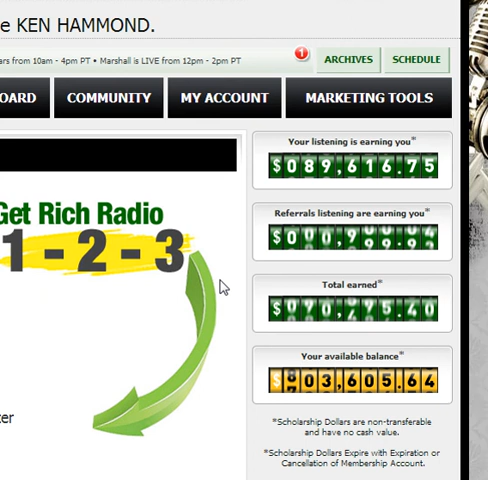 e KEN HAMMOND.
ars from 10am - 4pm PT • Marshall is LIVE from 12pm - 2pm PT
1
ARCHIVES
SCHEDULE
OARD
COMMUNITY
MY ACCOUNT
MARKETING TOOLS
Your listening is earning you*
$089,616.75
Get Rich Radio
1 - 2 - 3
Referrals listening are earning you*
Total earned*
Your available balance*
03,605.64
ter
*Scholarship Dollars are non-transferable
and have no cash value.
*Scholarship Dollars Expire with Expiration or
Cancellation of Membership Account.